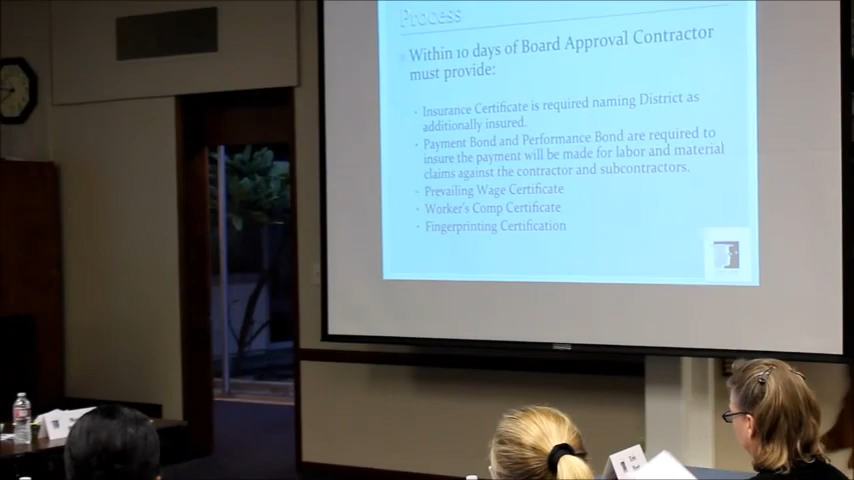 Process
Within 10 days of Board Approval Contractor
must provide:
Insurance Certificate is required naming District as
additionally insured.
Payment Bond and Performance Bond are required to
insure the payment will be made for labor and material
claims against the contractor and subcontractors.
Prevailing Wage Certificate
Worker's Comp Certificate
Fingerprinting Certification